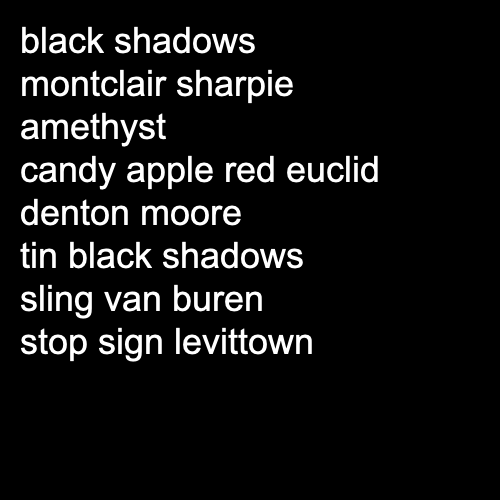 black shadows
montclair sharpie
amethyst
candy apple red euclid
denton moore
tin black shadows
sling van buren
stop sign levittown